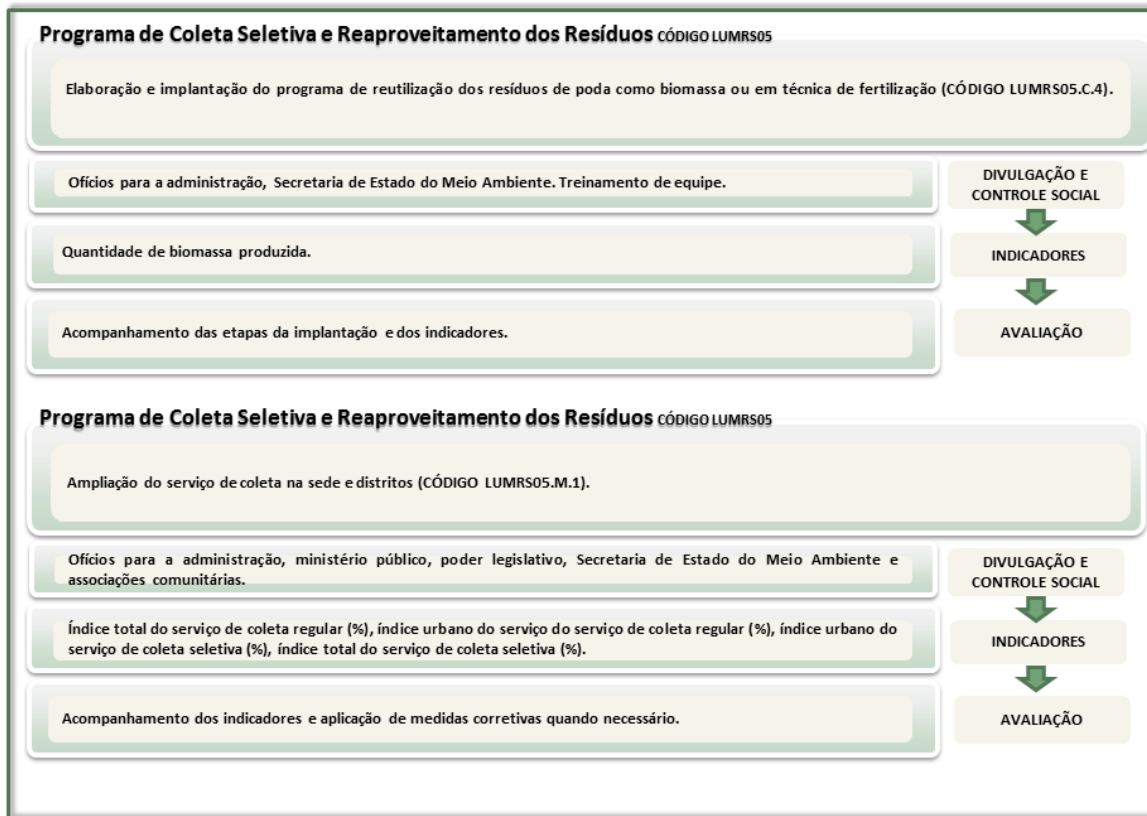 Programa de Coleta Seletiva e Reaproveitamento dos Resíduos CÓDIGO LUMRS05
Elaboração e implantação do programa de reutilização dos resíduos de poda como biomassa ou em técnica de fertilização (CÓDIGO LUMRS05.C.4).
Ofícios para a administração, Secretaria de Estado do Meio Ambiente. Treinamento de equipe.
DIVULGAÇÃO E
CONTROLE SOCIAL
Quantidade de biomassa produzida.
INDICADORES
Acompanhamento das etapas da implantação e dos indicadores.
AVALIAÇÃO
Programa de Coleta Seletiva e Reaproveitamento dos Resíduos CÓDIGO LUMRS05
Ampliação do serviço de coleta na sede e distritos (CÓDIGO LUMRS05.M.1).
Ofícios para a administração, ministério público, poder legislativo, Secretaria de Estado do Meio Ambiente e
associações comunitárias.
DIVULGAÇÃO E
CONTROLE SOCIAL
Índice total do serviço de coleta regular (%), índice urbano do serviço do serviço de coleta regular (%), índice urbano do
serviço de coleta seletiva (%), índice total do serviço de coleta seletiva (%).
INDICADORES
Acompanhamento dos indicadores e aplicação de medidas corretivas quando necessário.
AVALIAÇÃO